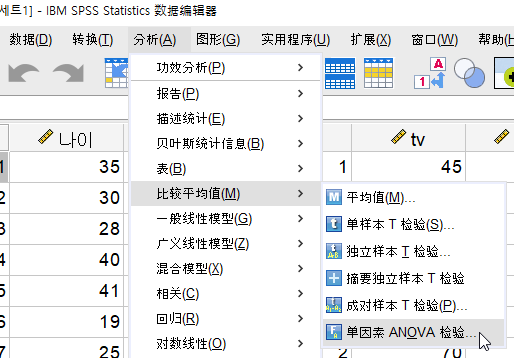 세트1] - IBM SPSS Statistics 数据编辑器
数据(D) 转换(T) 分析(A) 图形(G) 实用程序(U) 扩展(X) 窗口(W) 帮助(H
功效分析(P)
报告(P)
描述统计(E)
贝叶斯统计信息(B)
表(B)
比较平均值(M)
一般线性模型(G)
广义线性模型(Z)
混合模型(X)
相关(C)
回归(R)
对数线性(O)
平均值(M)...
单样本 T 检验(S)...
独立样本 T 检验...
摘要独立样本 T 检验
成对样本 T 检验(P)...
单因素 ANOVA 检验...
나이 tv
1 35 1 45
2 30
3 28
4 40
5 41
6 19
7 25 2 70